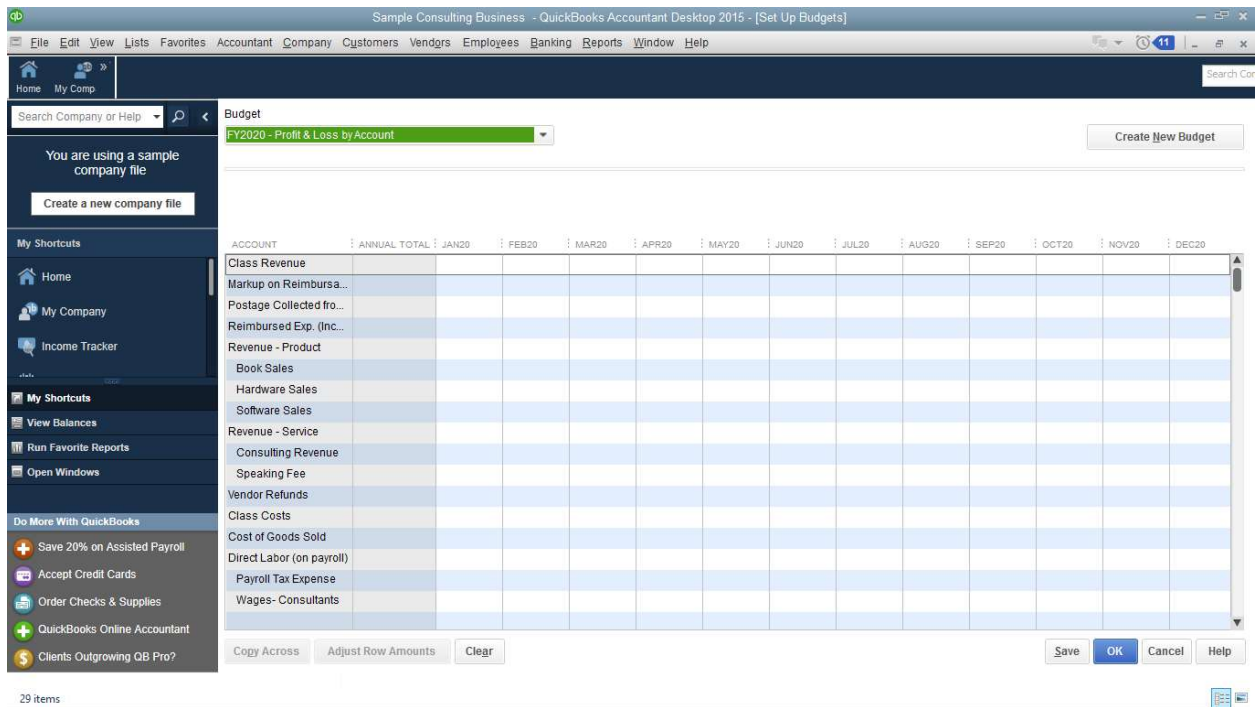 qb Sample Consulting Business - QuickBooks Accountant Desktop 2015 - [Set Up Budgets]
File Edit View Lists Favorites Accountant Company Customers Vendors Employees Banking Reports Window Help 11
Home My Comp »
Search Com
Search Company or Help
You are using a sample
company file
Create a new company file
My Shortcuts
Home
My Company
Income Tracker
My Shortcuts
View Balances
Run Favorite Reports
Open Windows
Do More With QuickBooks
Save 20% on Assisted Payroll
Accept Credit Cards
Order Checks & Supplies
QuickBooks Online Accountant
Clients Outgrowing QB Pro?
Budget
FY2020 - Profit & Loss by Account
Create New Budget
ACCOUNT ANNUAL TOTAL JAN20 FEB20 MAR20 APR20 MAY20 JUN20 JUL20 AUG20 SEP20 OCT20 NOV20 DEC20
Class Revenue
Markup on Reimbursa...
Postage Collected fro...
Reimbursed Exp. (Inc...
Revenue - Product
Book Sales
Hardware Sales
Software Sales
Revenue - Service
Consulting Revenue
Speaking Fee
Vendor Refunds
Class Costs
Cost of Goods Sold
Direct Labor (on payroll)
Payroll Tax Expense
Wages- Consultants
Copy Across Adjust Row Amounts Clear Save OK Cancel Help
29 items